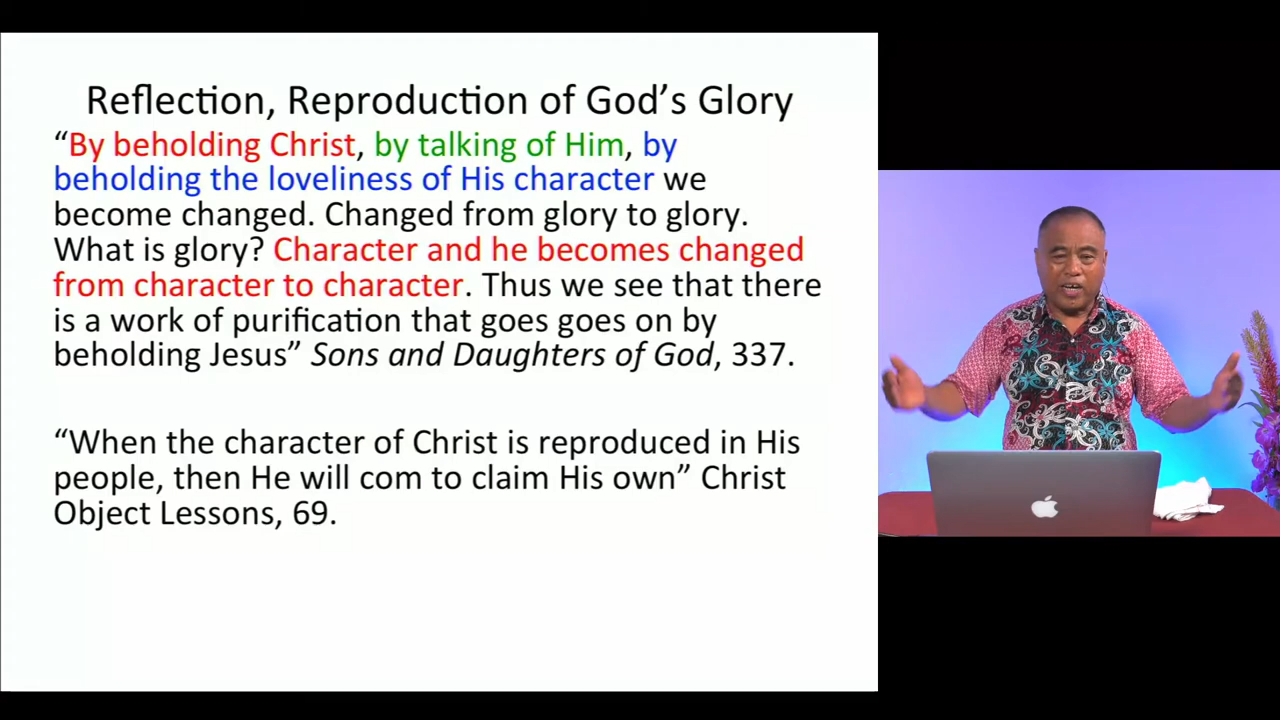 Reflection, Reproduction of God's Glory
“By beholding Christ, by talking of Him, by
beholding the loveliness of His character we
become changed. Changed from glory to glory.
What is glory? Character and he becomes changed
from character to character. Thus we see that there
is a work of purification that goes goes on by
beholding Jesus” Sons and Daughters of God, 337.
“When the character of Christ is reproduced in His
people, then He will com to claim His own” Christ
Object Lessons, 69.